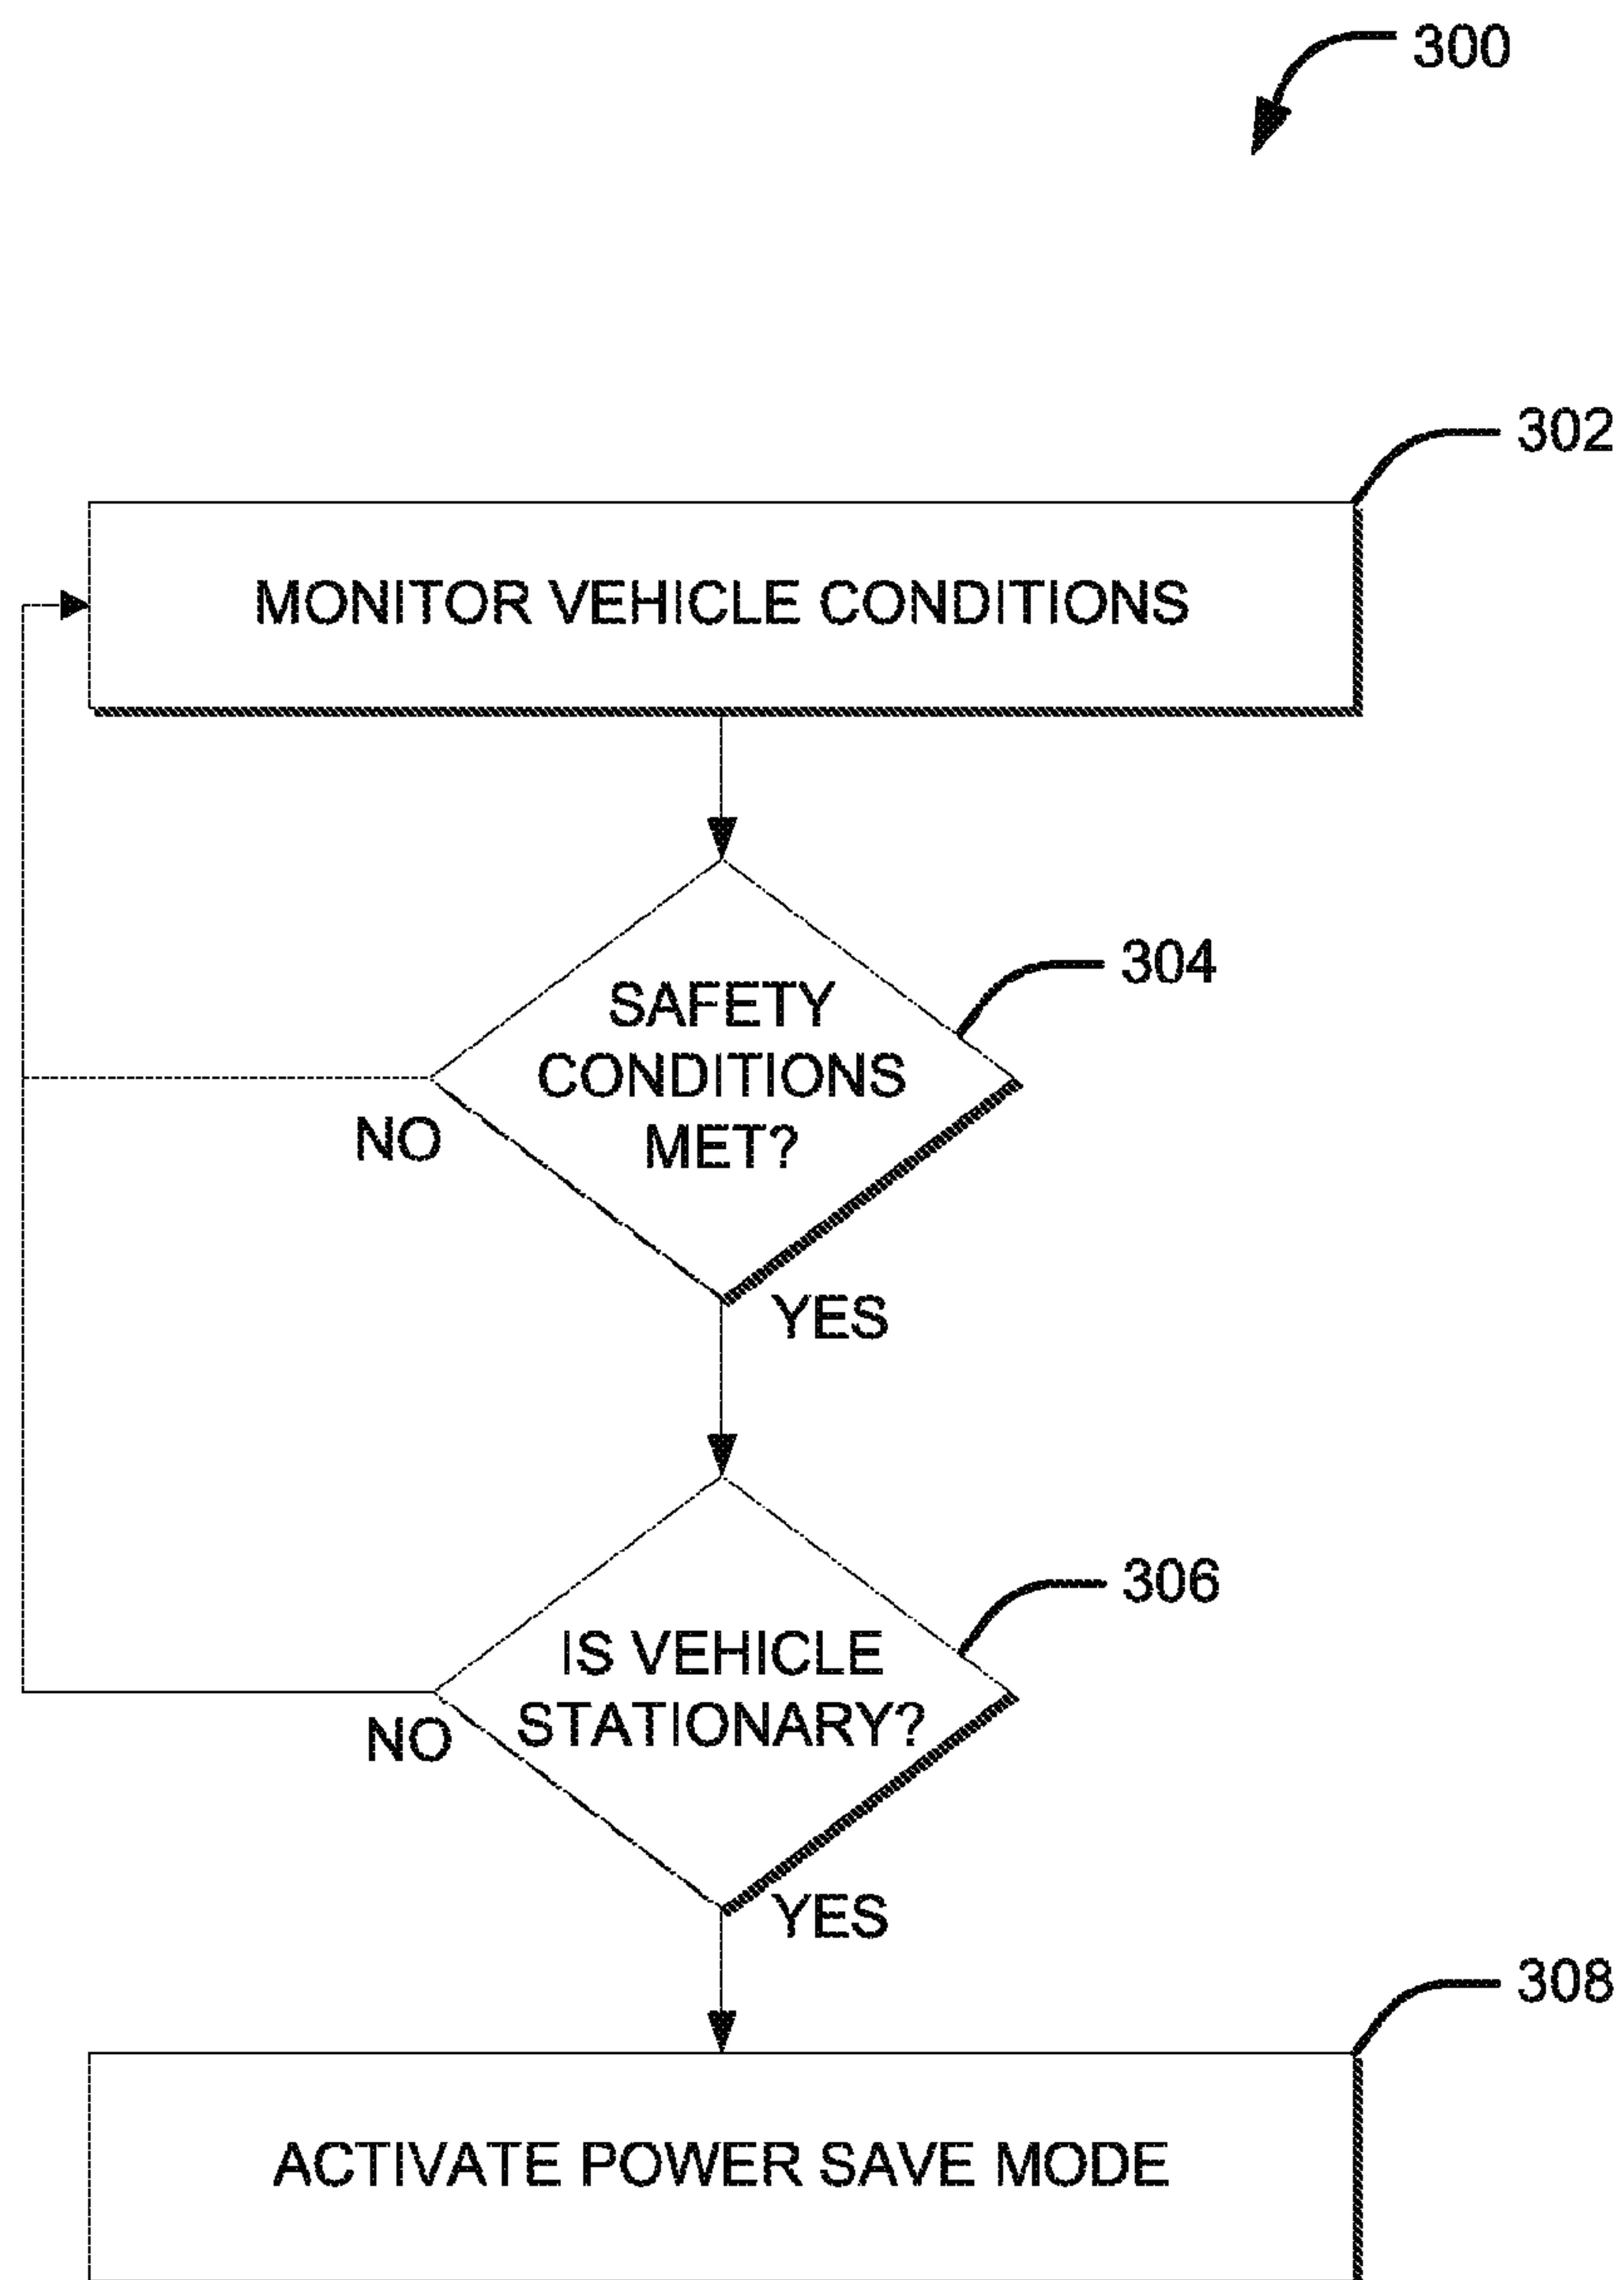 300
302
MONITOR VEHICLE CONDITIONS
304
SAFETY
CONDITIONS
MET?
NO
YES
306
IS VEHICLE
STATIONARY?
NO
YES
308
ACTIVATE POWER SAVE MODE